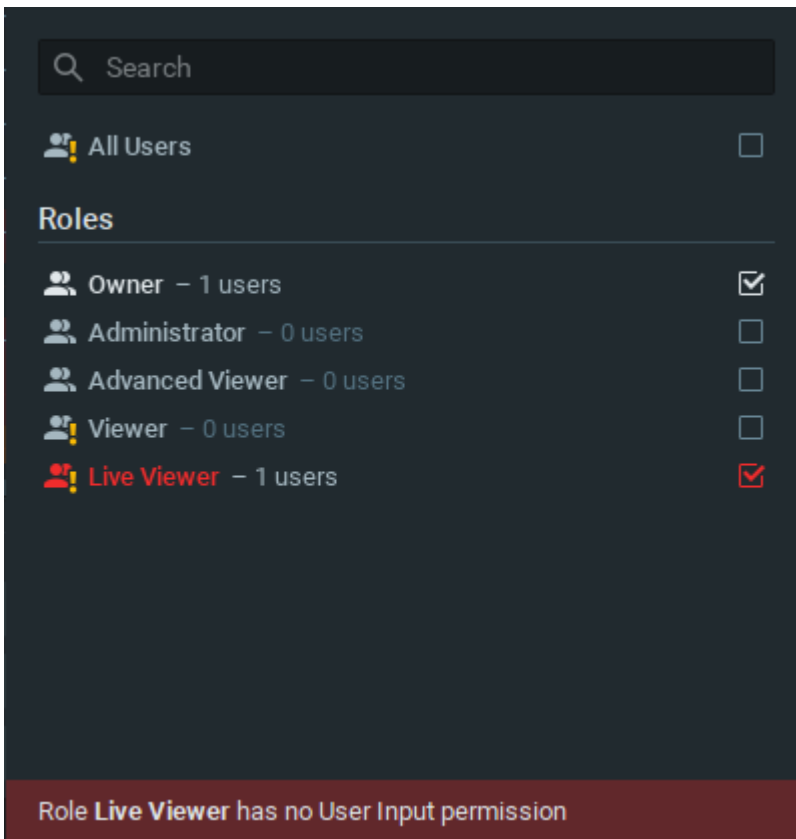 Search
All Users
Roles
Owner – 1 users
Administrator – 0 users
Advanced Viewer – 0 users
Viewer – 0 users
Live Viewer – 1 users
Role Live Viewer has no User Input permission